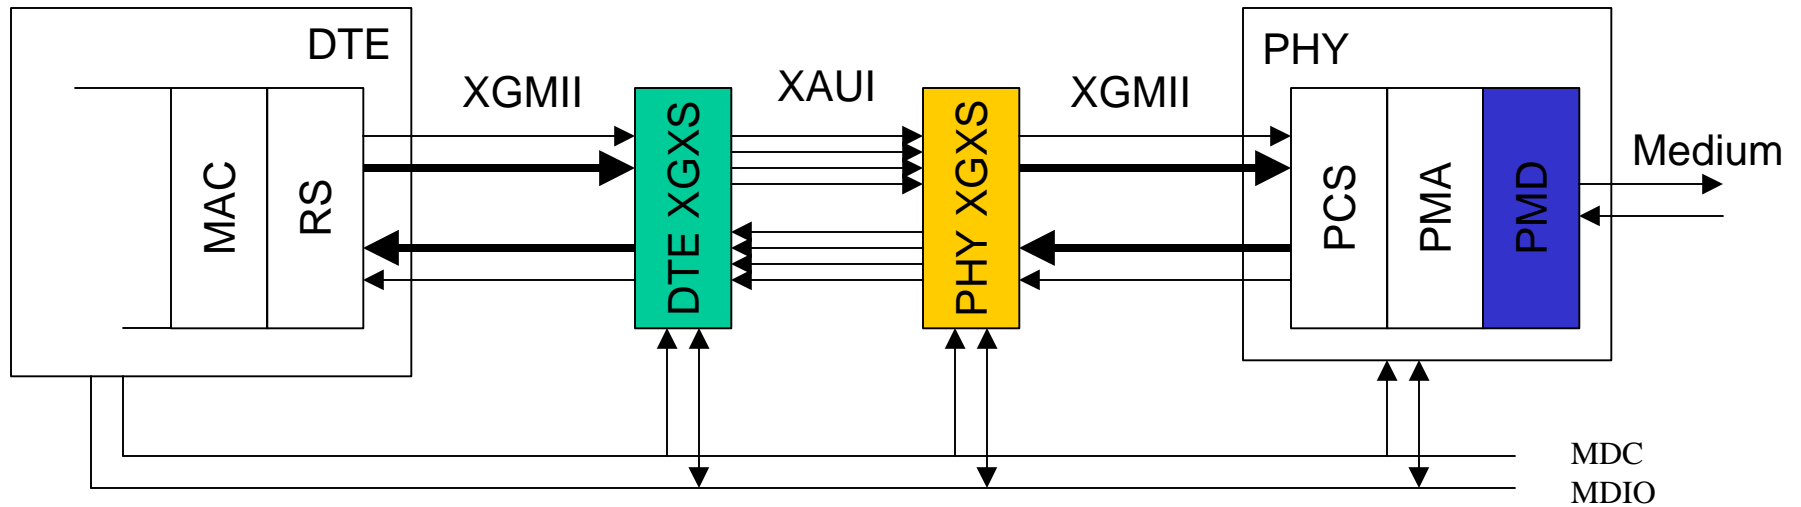 DTE
PHY
XGMII
XAUI
XGMII
MAC
RS
DTE XGXS
PHY XGXS
PCS
PMA
PMD
Medium
MDC
MDIO